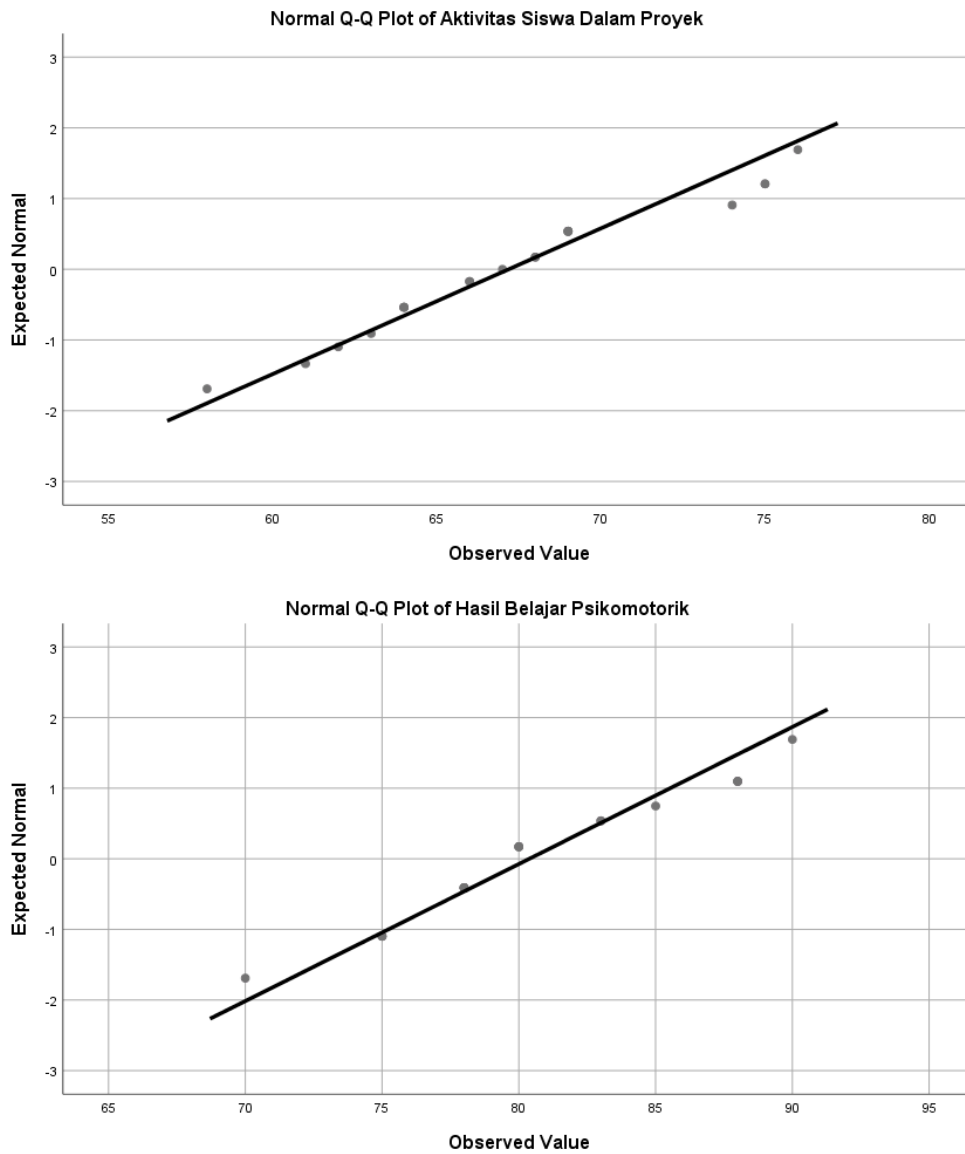 Normal Q-Q Plot of Aktivitas Siswa Dalam Proyek
3
2
1
0
-1
-2
-3
Expected Normal
55 60 65 70 75 80
Observed Value
Normal Q-Q Plot of Hasil Belajar Psikomotorik
3
2
1
0
-1
-2
-3
Expected Normal
65 70 75 80 85 90 95
Observed Value